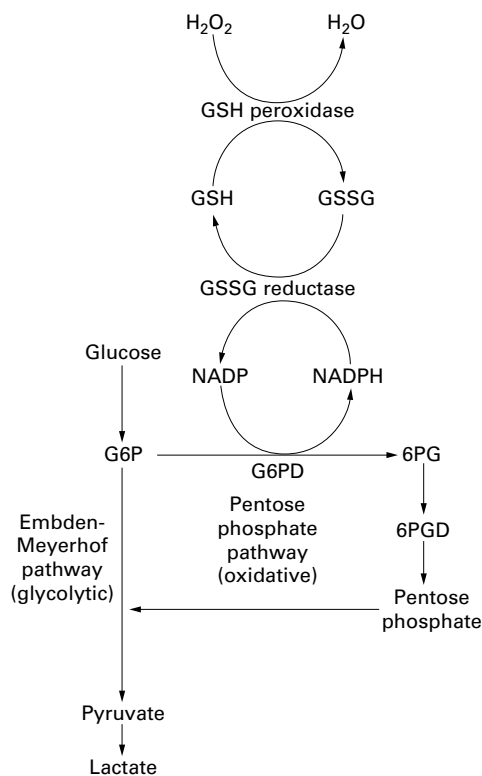 H₂O₂ H₂O
GSH peroxidase
GSH GSSG
GSSG reductase
Glucose
NADP NADPH
G6P 6PG
G6PD
Embden-
Meyerhof
pathway
(glycolytic)
Pentose
phosphate
pathway
(oxidative)
6PGD
Pentose
phosphate
Pyruvate
Lactate